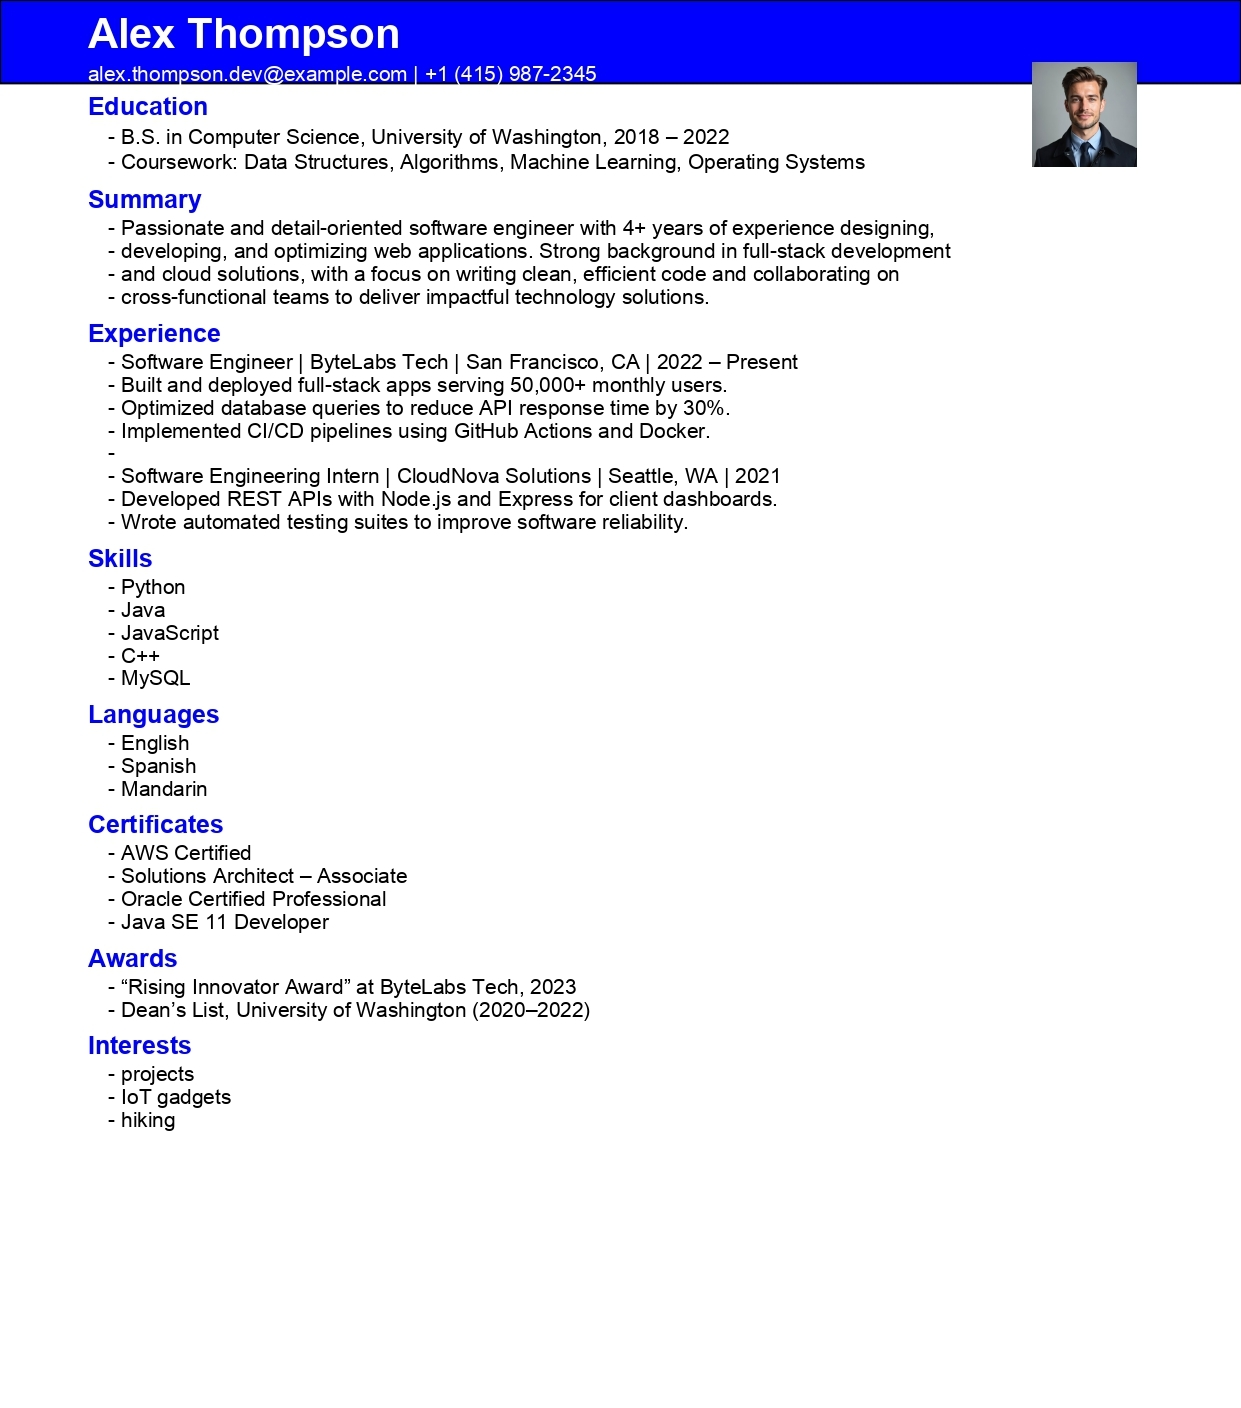 Alex Thompson
alex.thompson.dev@example.com | +1 (415) 987-2345
Education
- B.S. in Computer Science, University of Washington, 2018 – 2022
- Coursework: Data Structures, Algorithms, Machine Learning, Operating Systems
Summary
- Passionate and detail-oriented software engineer with 4+ years of experience designing,
- developing, and optimizing web applications. Strong background in full-stack development
- and cloud solutions, with a focus on writing clean, efficient code and collaborating on
- cross-functional teams to deliver impactful technology solutions.
Experience
- Software Engineer | ByteLabs Tech | San Francisco, CA | 2022 – Present
- Built and deployed full-stack apps serving 50,000+ monthly users.
- Optimized database queries to reduce API response time by 30%.
- Implemented CI/CD pipelines using GitHub Actions and Docker.
-
- Software Engineering Intern | CloudNova Solutions | Seattle, WA | 2021
- Developed REST APIs with Node.js and Express for client dashboards.
- Wrote automated testing suites to improve software reliability.
Skills
- Python
- Java
- JavaScript
- C++
- MySQL
Languages
- English
- Spanish
- Mandarin
Certificates
- AWS Certified
- Solutions Architect – Associate
- Oracle Certified Professional
- Java SE 11 Developer
Awards
- “Rising Innovator Award” at ByteLabs Tech, 2023
- Dean’s List, University of Washington (2020–2022)
Interests
- projects
- IoT gadgets
- hiking